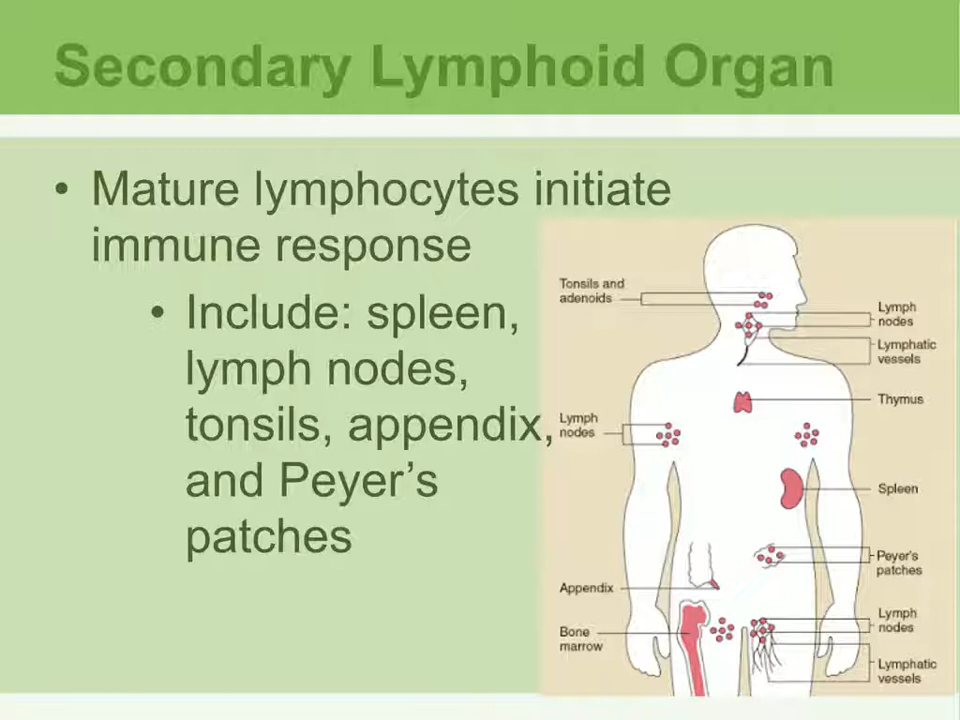 Secondary Lymphoid Organ
• Mature lymphocytes initiate
immune response
• Include: spleen,
lymph nodes,
tonsils, appendix,
and Peyer's
patches
Tonsils and
adenoids
Lymph
nodes
Lymphatic
vessels
Thymus
Lymph
nodes
Spleen
Peyer's
patches
Appendix
Lymph
nodes
Bone
marrow
Lymphatic
vessels